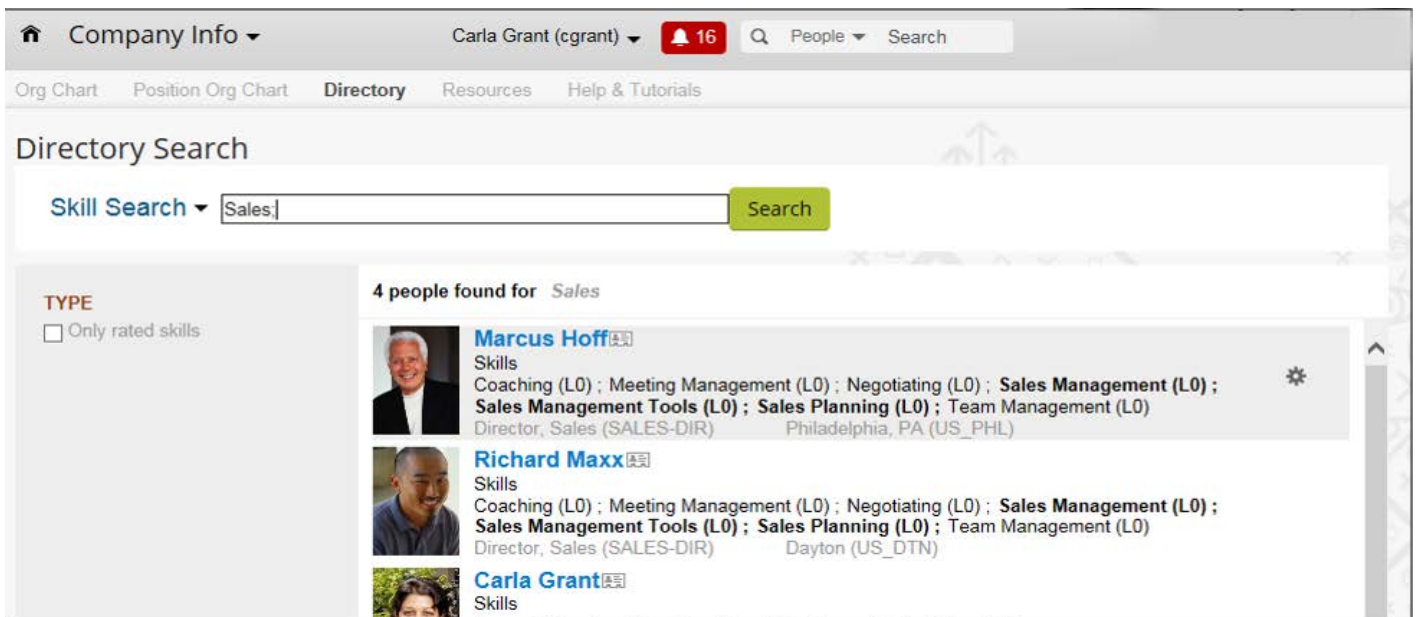 Company Info
Carla Grant (cgrant) 16 People Search
Org Chart Position Org Chart Directory Resources Help & Tutorials
Directory Search
Skill Search Sales; Search
TYPE
Only rated skills
4 people found for Sales
Marcus Hoff
Skills
Coaching (L0) ; Meeting Management (L0) ; Negotiating (L0) ; Sales Management (L0) ;
Sales Management Tools (L0) ; Sales Planning (L0) ; Team Management (L0)
Director, Sales (SALES-DIR) Philadelphia, PA (US_PHL)
Richard Maxx
Skills
Coaching (L0) ; Meeting Management (L0) ; Negotiating (L0) ; Sales Management (L0) ;
Sales Management Tools (L0) ; Sales Planning (L0) ; Team Management (L0)
Director, Sales (SALES-DIR) Dayton (US_DTN)
Carla Grant
Skills